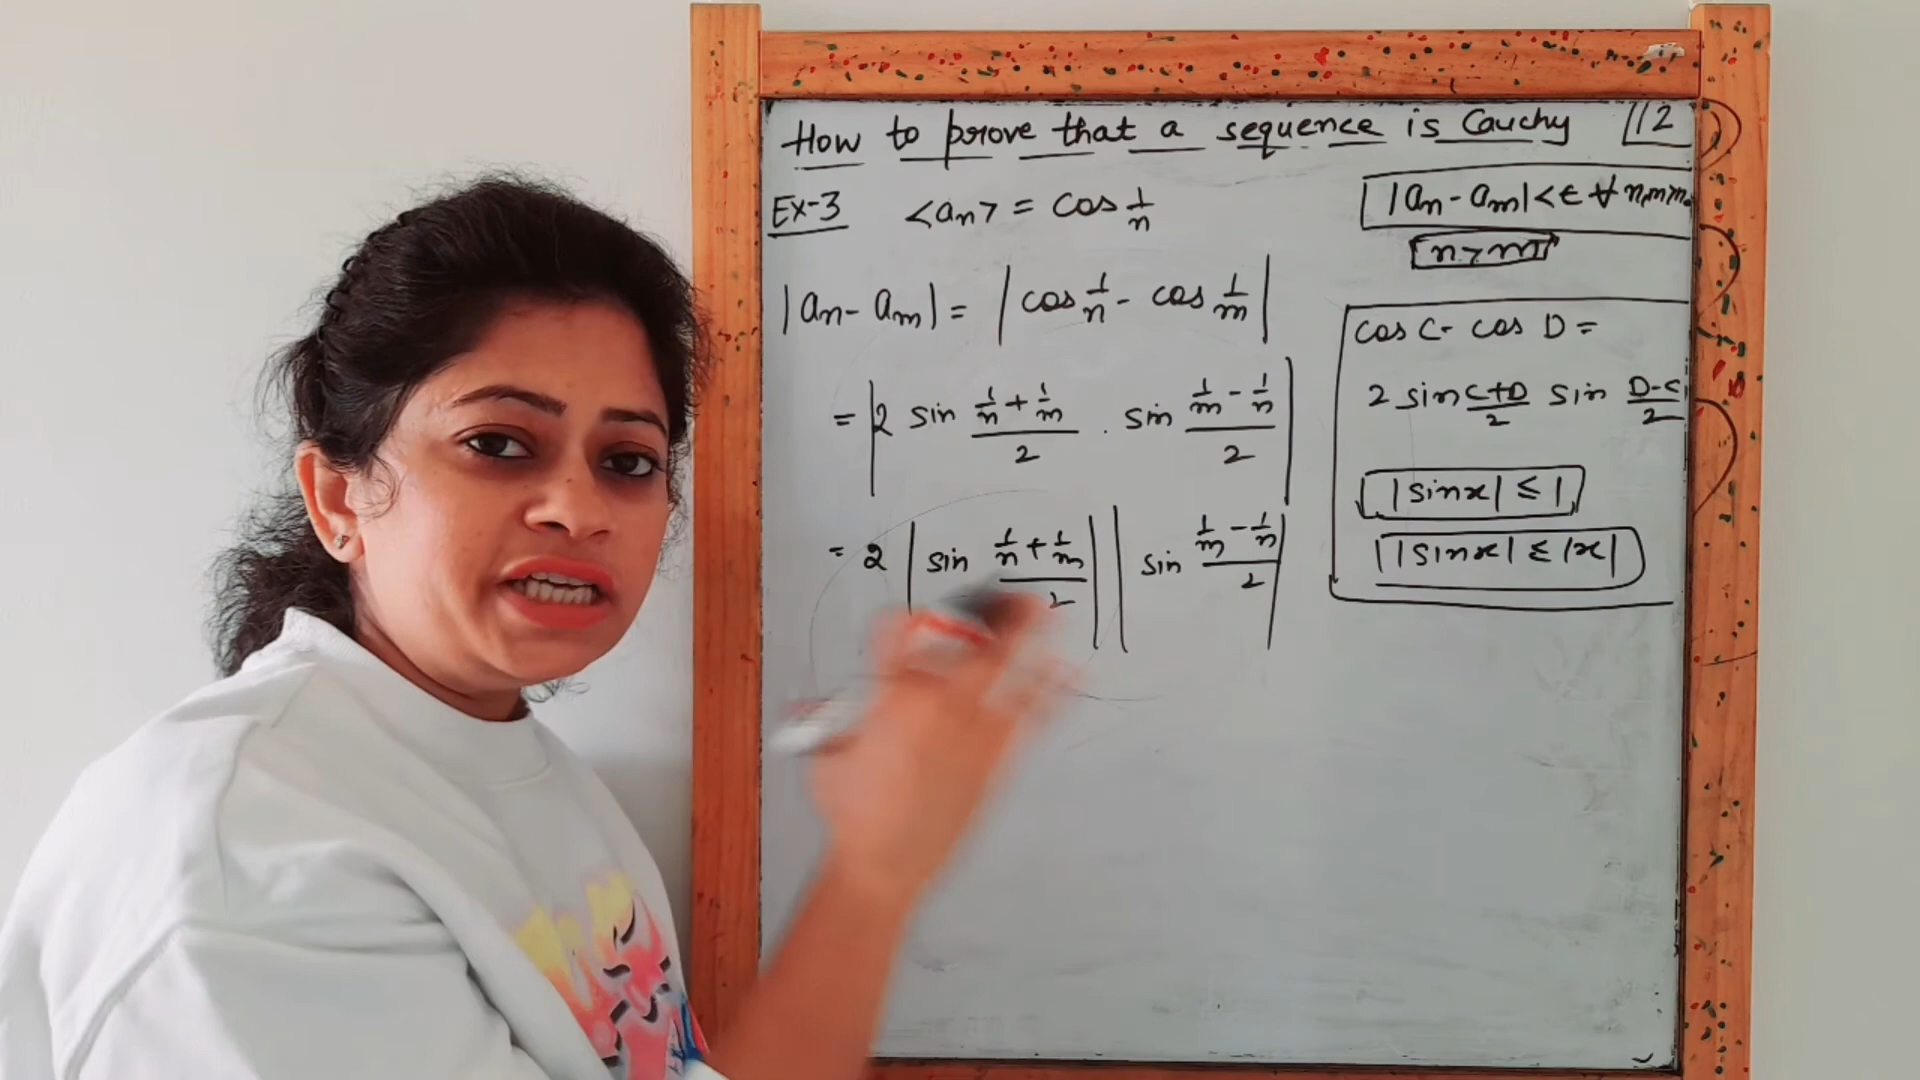 How to prove that a sequence is Cauchy 12
Ex-3 <an> = cos 1/n
|an - am| < ε ∀ n,m≥
n > m
|an - am| = |cos 1/n - cos 1/m|
= |2 sin (1/n + 1/m)/2 . sin (1/m - 1/n)/2|
= 2 |sin (1/n + 1/m)/2| |sin (1/m - 1/n)/2|
cos C - cos D =
2 sin C+D/2 sin D-C/2
|sinx| ≤ 1
|sinx| ≤ |x|